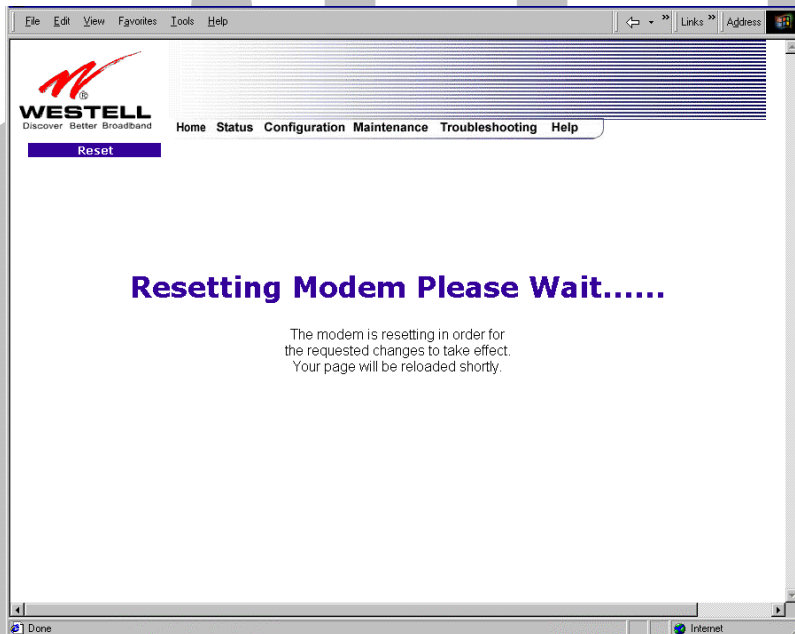 File Edit View Favorites Tools Help » Links » Address
WESTELL ®
Discover Better Broadband
Home Status Configuration Maintenance Troubleshooting Help
Reset
Resetting Modem Please Wait......
The modem is resetting in order for
the requested changes to take effect.
Your page will be reloaded shortly.
Done Internet